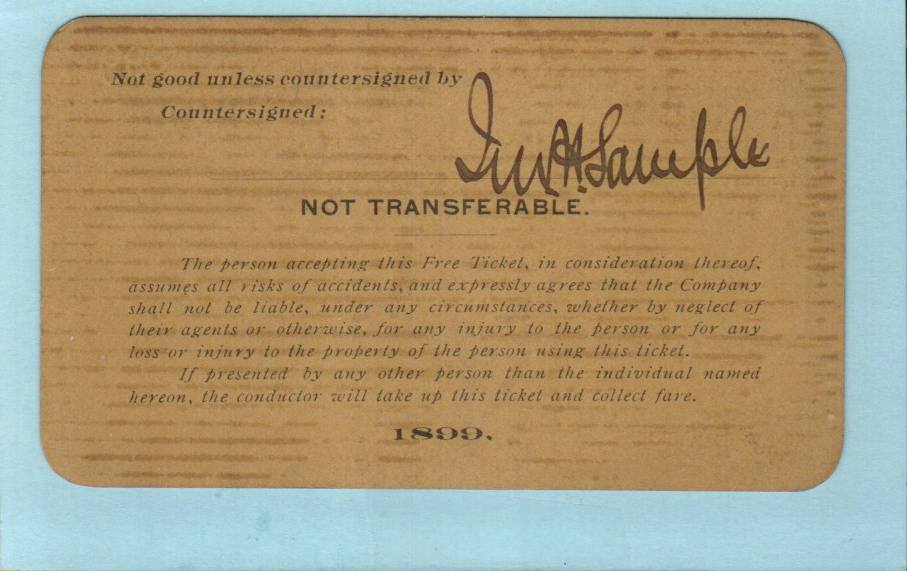 Not good unless countersigned by
Countersigned:
Jno. A. Sample
NOT TRANSFERABLE.
The person accepting this Free Ticket, in consideration thereof,
assumes all risks of accidents, and expressly agrees that the Company
shall not be liable, under any circumstances, whether by neglect of
their agents or otherwise, for any injury to the person or for any
loss or injury to the property of the person using this ticket.
If presented by any other person than the individual named
hereon, the conductor will take up this ticket and collect fare.
1899.